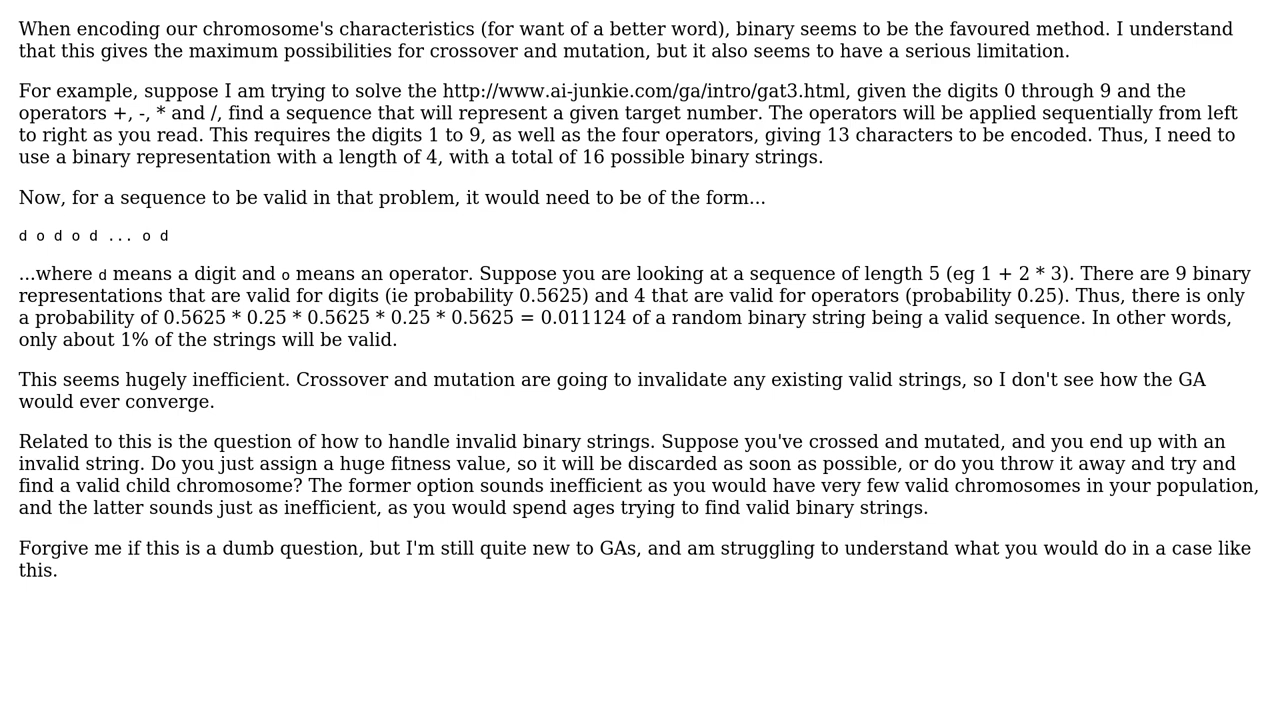 When encoding our chromosome's characteristics (for want of a better word), binary seems to be the favoured method. I understand
that this gives the maximum possibilities for crossover and mutation, but it also seems to have a serious limitation.
For example, suppose I am trying to solve the http://www.ai-junkie.com/ga/intro/gat3.html, given the digits 0 through 9 and the
operators +, -, * and /, find a sequence that will represent a given target number. The operators will be applied sequentially from left
to right as you read. This requires the digits 1 to 9, as well as the four operators, giving 13 characters to be encoded. Thus, I need to
use a binary representation with a length of 4, with a total of 16 possible binary strings.
Now, for a sequence to be valid in that problem, it would need to be of the form...
d o d o d ... o d
...where d means a digit and o means an operator. Suppose you are looking at a sequence of length 5 (eg 1 + 2 * 3). There are 9 binary
representations that are valid for digits (ie probability 0.5625) and 4 that are valid for operators (probability 0.25). Thus, there is only
a probability of 0.5625 * 0.25 * 0.5625 * 0.25 * 0.5625 = 0.011124 of a random binary string being a valid sequence. In other words,
only about 1% of the strings will be valid.
This seems hugely inefficient. Crossover and mutation are going to invalidate any existing valid strings, so I don't see how the GA
would ever converge.
Related to this is the question of how to handle invalid binary strings. Suppose you've crossed and mutated, and you end up with an
invalid string. Do you just assign a huge fitness value, so it will be discarded as soon as possible, or do you throw it away and try and
find a valid child chromosome? The former option sounds inefficient as you would have very few valid chromosomes in your population,
and the latter sounds just as inefficient, as you would spend ages trying to find valid binary strings.
Forgive me if this is a dumb question, but I'm still quite new to GAs, and am struggling to understand what you would do in a case like
this.